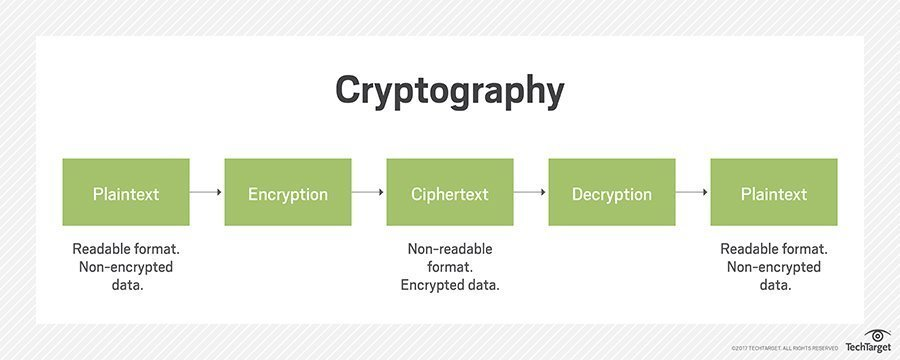 Cryptography
Plaintext
Encryption
Ciphertext
Decryption
Plaintext
Readable format.
Non-encrypted
data.
Non-readable
format.
Encrypted data.
Readable format.
Non-encrypted
data.
©2017 TECHTARGET. ALL RIGHTS RESERVED
TechTarget